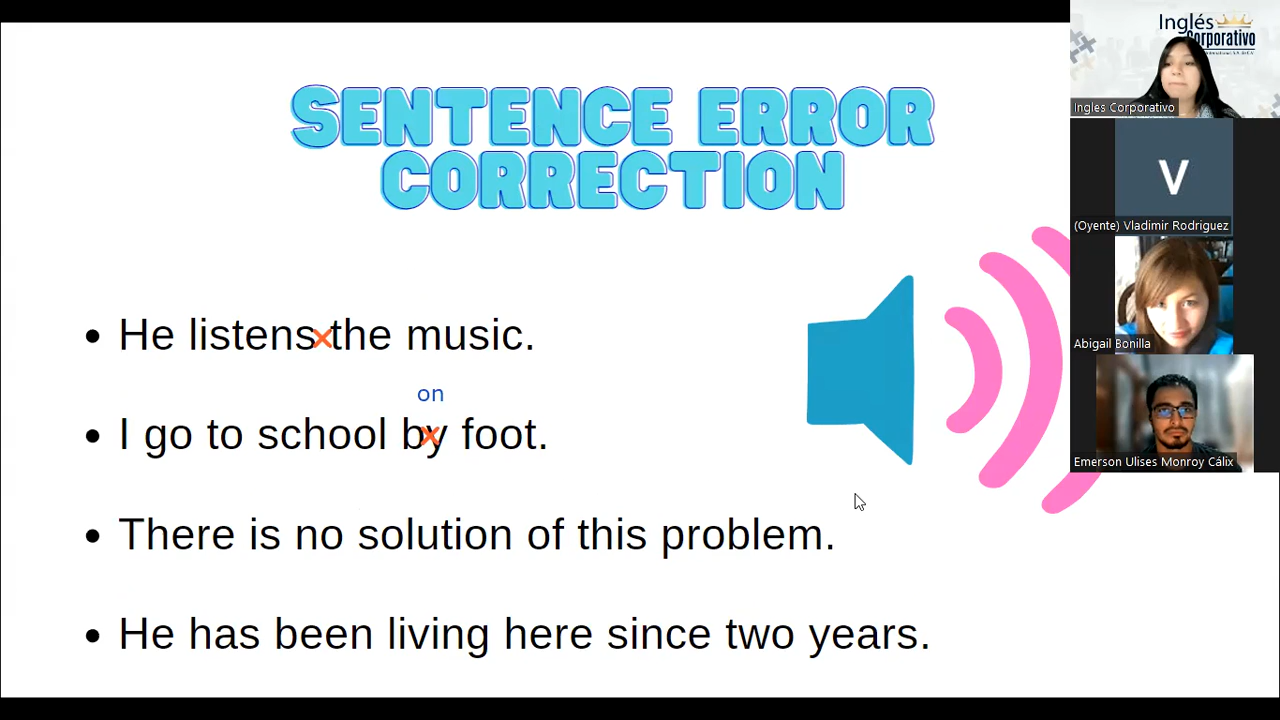 SENTENCE ERROR
CORRECTION
• He listens the music.
on
• I go to school by foot.
• There is no solution of this problem.
• He has been living here since two years.
Inglés
Corporativo
Ingles Corporativo
V
(Oyente) Vladimir Rodriguez
Abigail Bonilla
Emerson Ulises Monroy Cálix